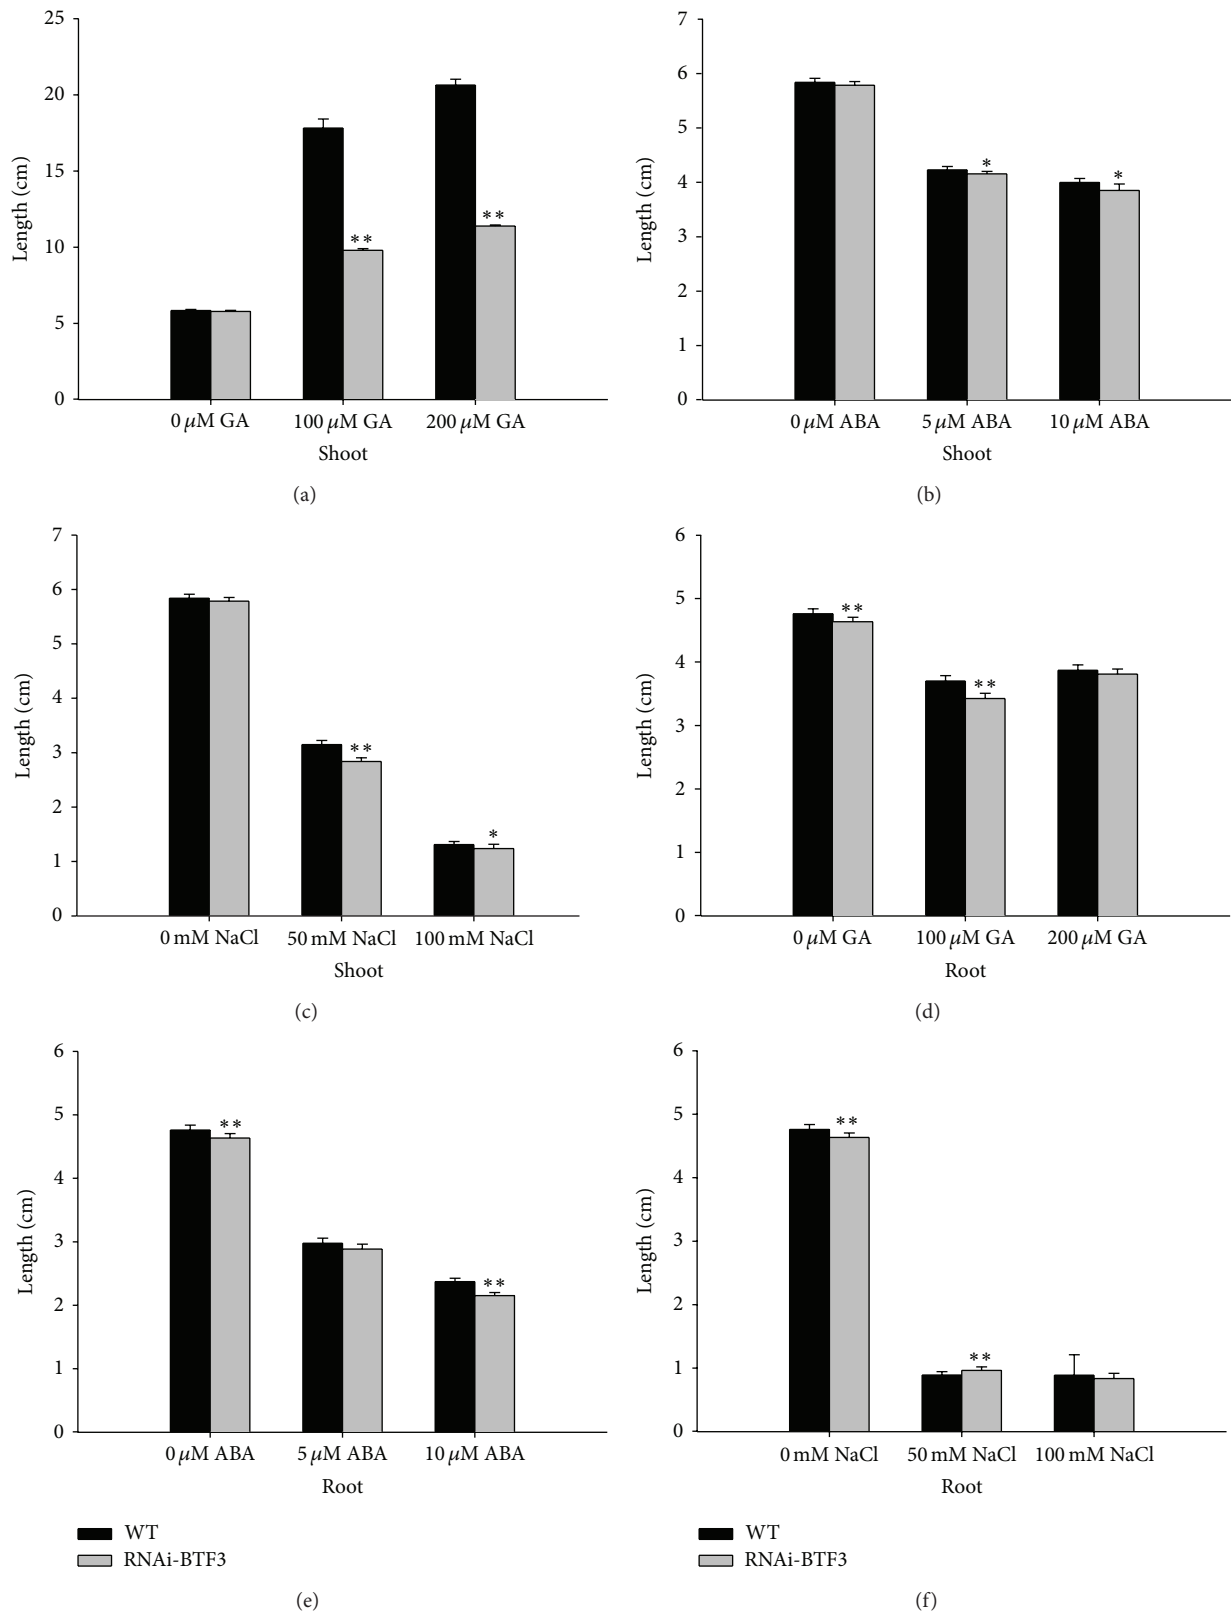 25
20
15
10
5
0
Length (cm)
**
**
0 μM GA
100 μM GA
200 μM GA
Shoot
(a)
7
6
5
4
3
2
1
0
Length (cm)
*
*
0 μM ABA
5 μM ABA
10 μM ABA
Shoot
(b)
7
6
5
4
3
2
1
0
Length (cm)
**
*
0 mM NaCl
50 mM NaCl
100 mM NaCl
Shoot
(c)
6
5
4
3
2
1
0
Length (cm)
**
**
0 μM GA
100 μM GA
200 μM GA
Root
(d)
6
5
4
3
2
1
0
Length (cm)
**
**
0 μM ABA
5 μM ABA
10 μM ABA
Root
WT
RNAi-BTF3
(e)
6
5
4
3
2
1
0
Length (cm)
**
**
0 mM NaCl
50 mM NaCl
100 mM NaCl
Root
WT
RNAi-BTF3
(f)